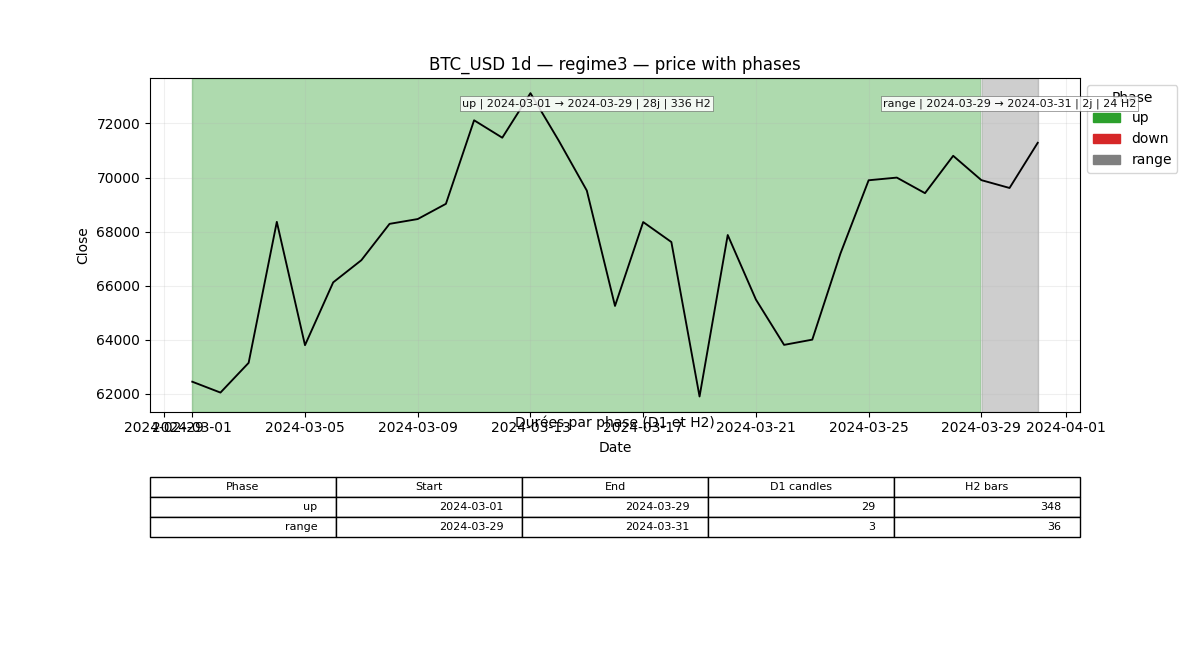 BTC_USD 1d — regime3 — price with phases
up | 2024-03-01 → 2024-03-29 | 28j | 336 H2
range | 2024-03-29 → 2024-03-31 | 2j | 24 H2
Phase
up
down
range
72000
70000
68000
66000
64000
62000
Close
Durées par phase (D1 et H2)
2024-02-29 2024-03-01 2024-03-05 2024-03-09 2024-03-13 2024-03-17 2024-03-21 2024-03-25 2024-03-29 2024-04-01
Date
Phase Start End D1 candles H2 bars
up 2024-03-01 2024-03-29 29 348
range 2024-03-29 2024-03-31 3 36